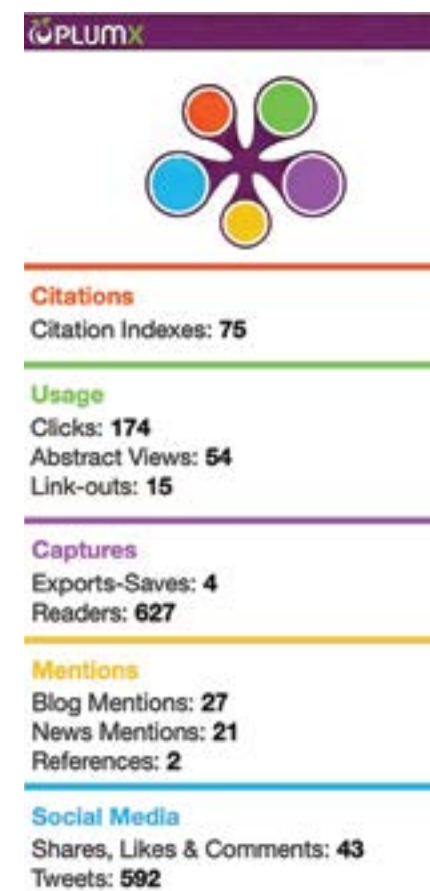 PLUMX
Citations
Citation Indexes: 75
Usage
Clicks: 174
Abstract Views: 54
Link-outs: 15
Captures
Exports-Saves: 4
Readers: 627
Mentions
Blog Mentions: 27
News Mentions: 21
References: 2
Social Media
Shares, Likes & Comments: 43
Tweets: 592